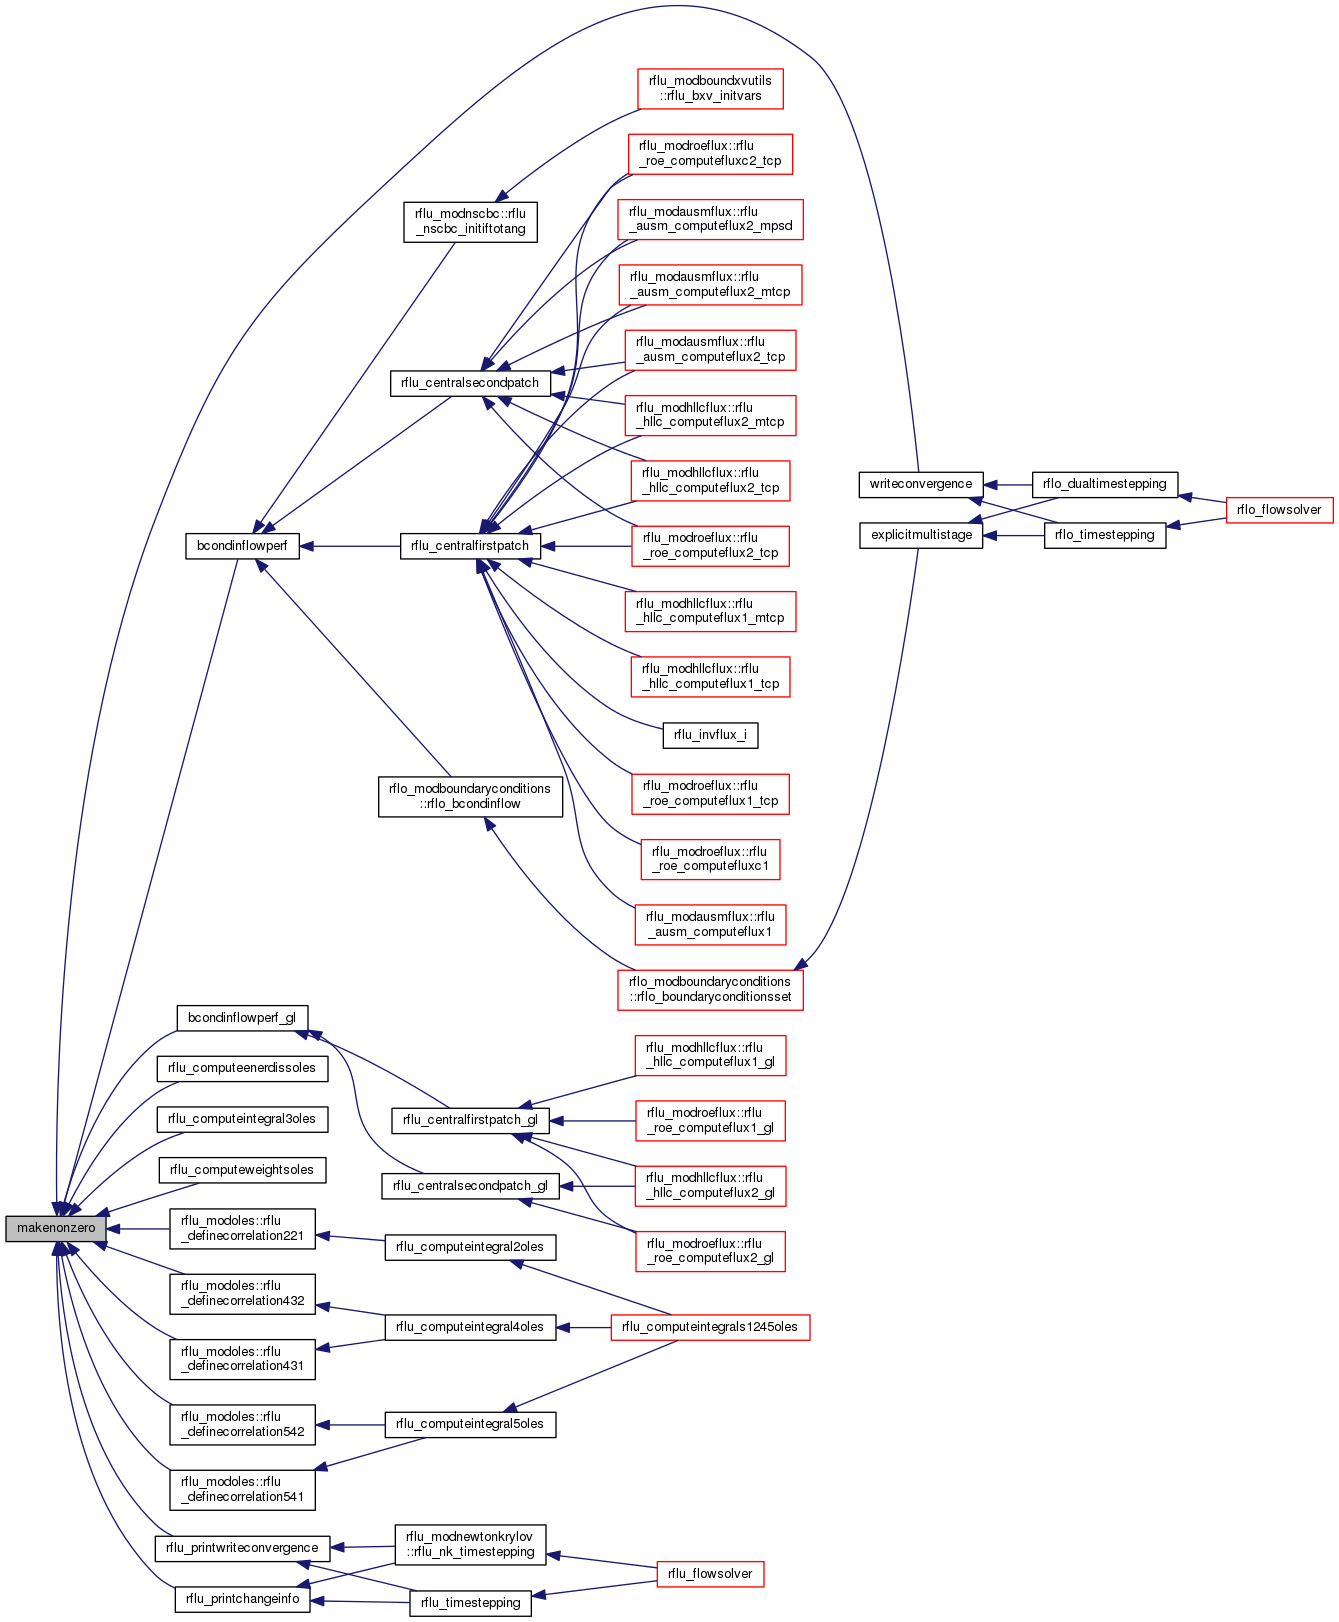 rflu_modboundxvutils
::rflu_bxv_initvars
rflu_modroeflux::rflu
_roe_computefluxc2_tcp
rflu_modnscbc::rflu
_nscbc_initiftotang
rflu_modausmflux::rflu
_ausm_computeflux2_mpsd
rflu_modausmflux::rflu
_ausm_computeflux2_mtcp
rflu_modausmflux::rflu
_ausm_computeflux2_tcp
rflu_centralsecondpatch
rflu_modhllcflux::rflu
_hllc_computeflux2_mtcp
rflu_modhllcflux::rflu
_hllc_computeflux2_tcp
writeconvergence
rflo_dualtimestepping
rflo_flowsolver
explicitmultistage
rflo_timestepping
bcondinflowperf
rflu_centralfirstpatch
rflu_modroeflux::rflu
_roe_computeflux2_tcp
rflu_modhllcflux::rflu
_hllc_computeflux1_mtcp
rflu_modhllcflux::rflu
_hllc_computeflux1_tcp
rflu_invflux_i
rflo_modboundaryconditions
::rflo_bcondinflow
rflu_modroeflux::rflu
_roe_computeflux1_tcp
rflu_modroeflux::rflu
_roe_computefluxc1
rflu_modausmflux::rflu
_ausm_computeflux1
rflo_modboundaryconditions
::rflo_boundaryconditionsset
bcondinflowperf_gl
rflu_modhllcflux::rflu
_hllc_computeflux1_gl
rflu_computeenerdissoles
rflu_computeintegral3oles
rflu_centralfirstpatch_gl
rflu_modroeflux::rflu
_roe_computeflux1_gl
rflu_computeweightsoles
rflu_centralsecondpatch_gl
rflu_modhllcflux::rflu
_hllc_computeflux2_gl
makenonzero
rflu_modoles::rflu
_definecorrelation221
rflu_computeintegral2oles
rflu_modroeflux::rflu
_roe_computeflux2_gl
rflu_modoles::rflu
_definecorrelation432
rflu_computeintegral4oles
rflu_computeintegrals1245oles
rflu_modoles::rflu
_definecorrelation431
rflu_modoles::rflu
_definecorrelation542
rflu_computeintegral5oles
rflu_modoles::rflu
_definecorrelation541
rflu_printwriteconvergence
rflu_modnewtonkrylov
::rflu_nk_timestepping
rflu_flowsolver
rflu_printchangeinfo
rflu_timestepping